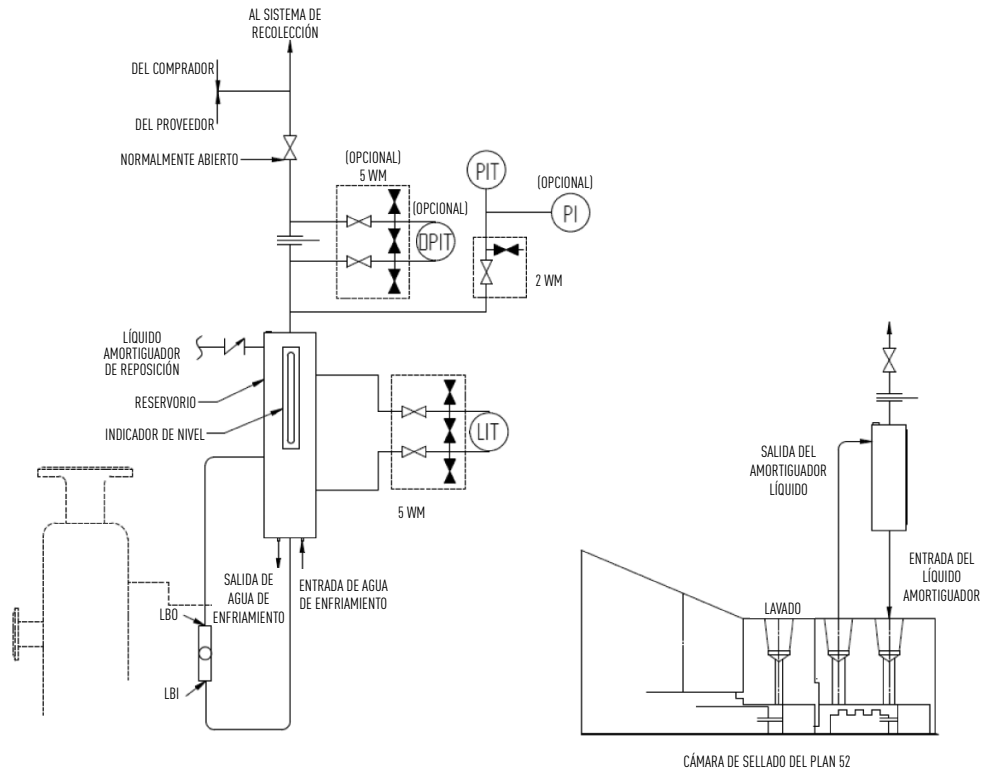 AL SISTEMA DE
RECOLECCIÓN
DEL COMPRADOR
DEL PROVEEDOR
NORMALMENTE ABIERTO
(OPCIONAL)
5 WM
(OPCIONAL)
DPIT
PIT
(OPCIONAL)
PI
2 WM
LÍQUIDO
AMORTIGUADOR
DE REPOSICIÓN
RESERVORIO
INDICADOR DE NIVEL
LIT
5 WM
SALIDA DE
AGUA DE
ENFRIAMIENTO
ENTRADA DE AGUA
DE ENFRIAMIENTO
LBO
LBI
SALIDA DEL
AMORTIGUADOR
LÍQUIDO
ENTRADA DEL
LÍQUIDO
AMORTIGUADOR
LAVADO
CÁMARA DE SELLADO DEL PLAN 52